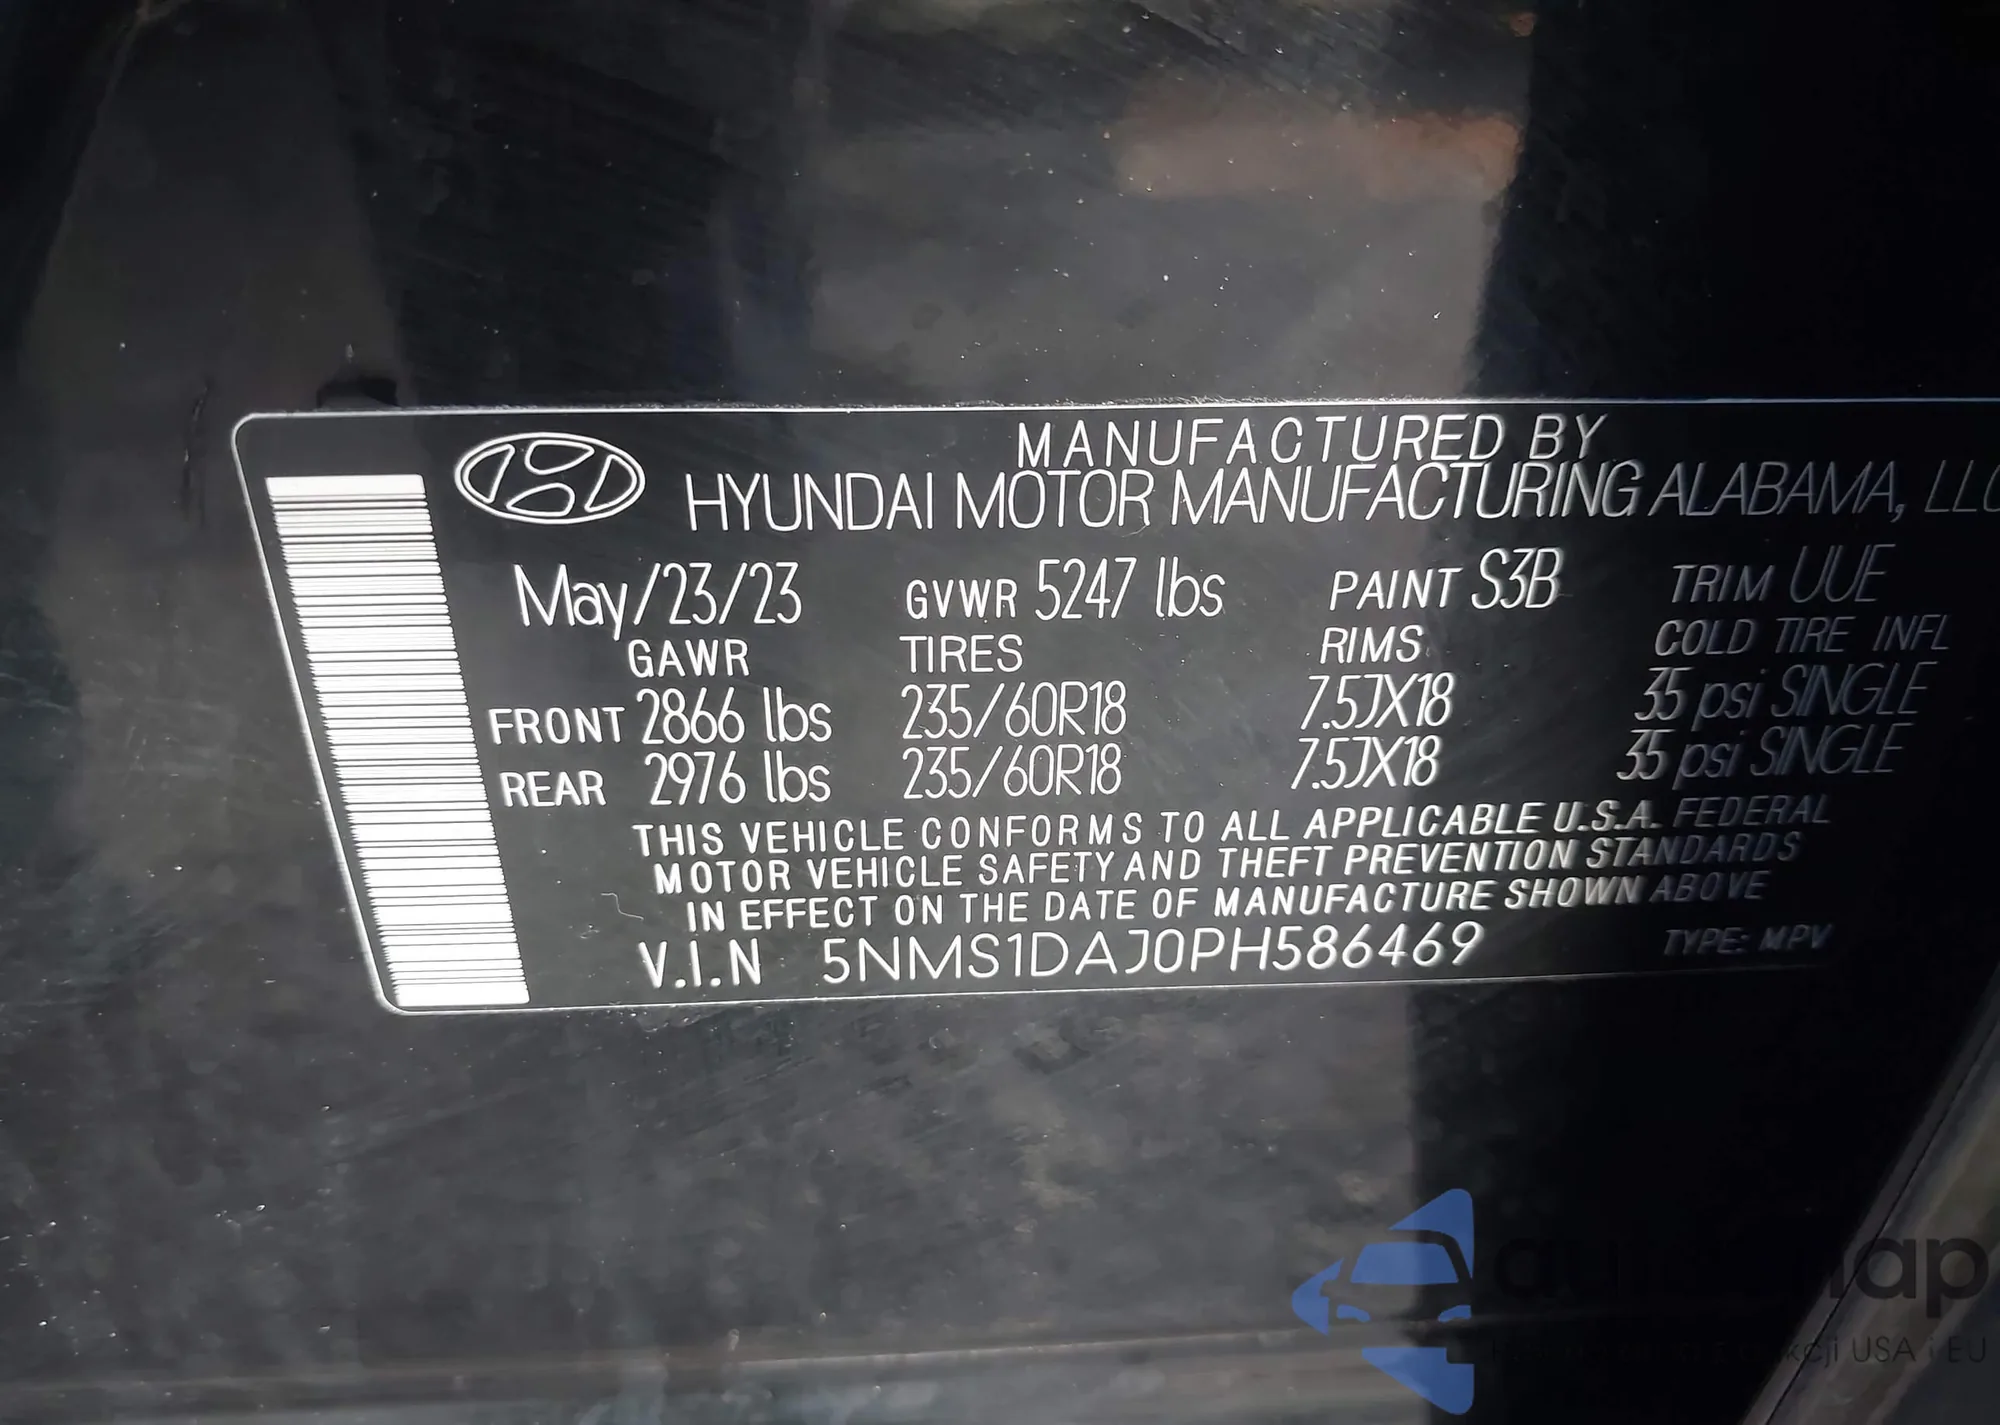 MANUFACTURED BY
HYUNDAI MOTOR MANUFACTURING ALABAMA, LLC
May/23/23 GVWR 5247 lbs PAINT S3B TRIM UUE
GAWR TIRES RIMS COLD TIRE INFL
FRONT 2866 lbs 235/60R18 7.5JX18 35 psi SINGLE
REAR 2976 lbs 235/60R18 7.5JX18 35 psi SINGLE
THIS VEHICLE CONFORMS TO ALL APPLICABLE U.S.A. FEDERAL
MOTOR VEHICLE SAFETY AND THEFT PREVENTION STANDARDS
IN EFFECT ON THE DATE OF MANUFACTURE SHOWN ABOVE
V.I.N 5NMS1DAJ0PH586469 TYPE: MPV
USA i EU